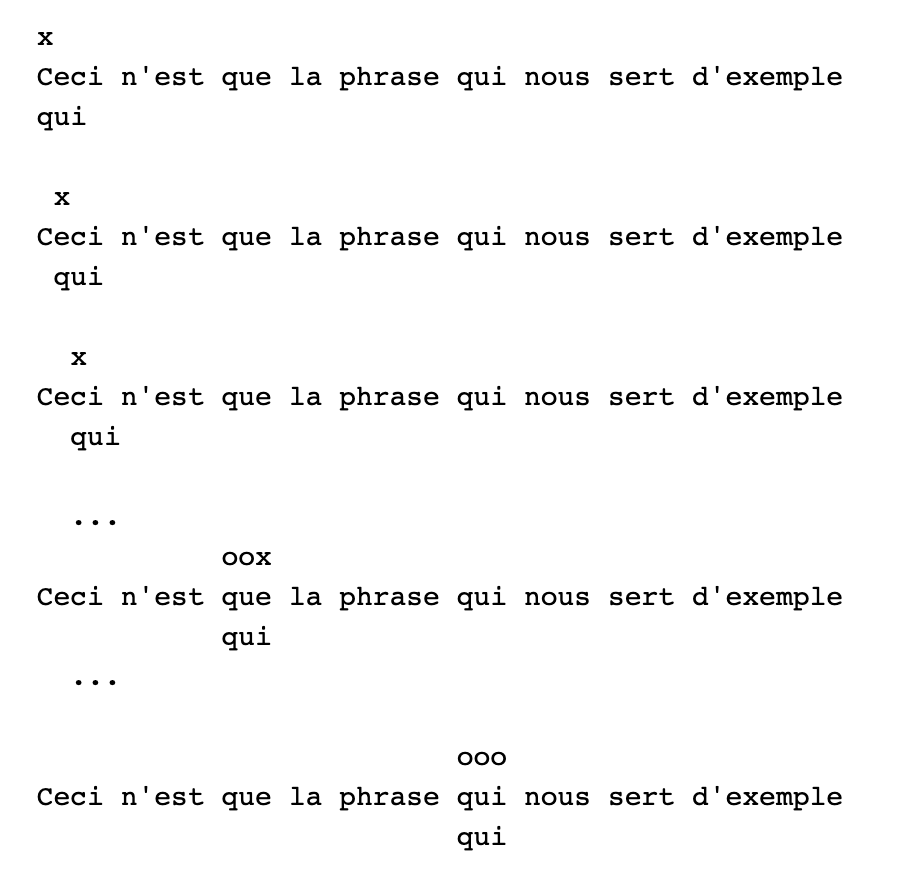 x
Ceci n'est que la phrase qui nous sert d'exemple
qui
 x
Ceci n'est que la phrase qui nous sert d'exemple
 qui
  x
Ceci n'est que la phrase qui nous sert d'exemple
  qui
  ...
           oox
Ceci n'est que la phrase qui nous sert d'exemple
           qui
  ...
                         ooo
Ceci n'est que la phrase qui nous sert d'exemple
                         qui